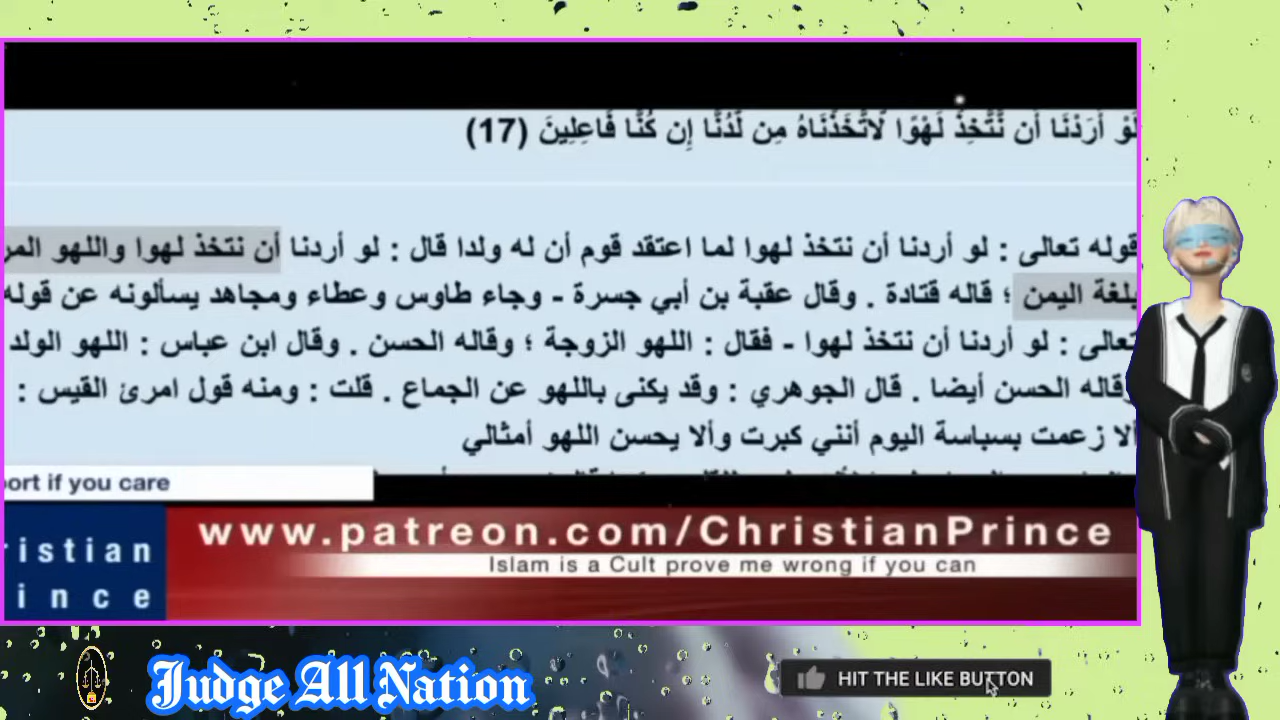 لَوْ أَرَدْنَا أَن نَّتَّخِذَ لَهْوًا لَاتَّخَذْنَاهُ مِن لَّدُنَّا إِن كُنَّا فَاعِلِينَ (17)
قوله تعالى : لو أردنا أن نتخذ لهوا لما اعتقد قوم أن له ولدا قال : لو أردنا أن نتخذ لهوا واللهو
بلغة اليمن ؛ قاله قتادة . وقال عقبة بن أبي جسرة - وجاء طاوس وعطاء ومجاهد يسألونه عن قوله
تعالى : لو أردنا أن نتخذ لهوا - فقال : اللهو الزوجة ؛ وقاله الحسن . وقال ابن عباس : اللهو الولد
وقاله الحسن أيضا . قال الجوهري : وقد يكنى باللهو عن الجماع . قلت : ومنه قول امرئ القيس :
ألا زعمت بسباسة اليوم أنني كبرت وألا يحسن اللهو أمثالي
ort if you care
ristian
ince
www.patreon.com/ChristianPrince
Islam is a Cult prove me wrong if you can
Judge All Nation
HIT THE LIKE BUTTON